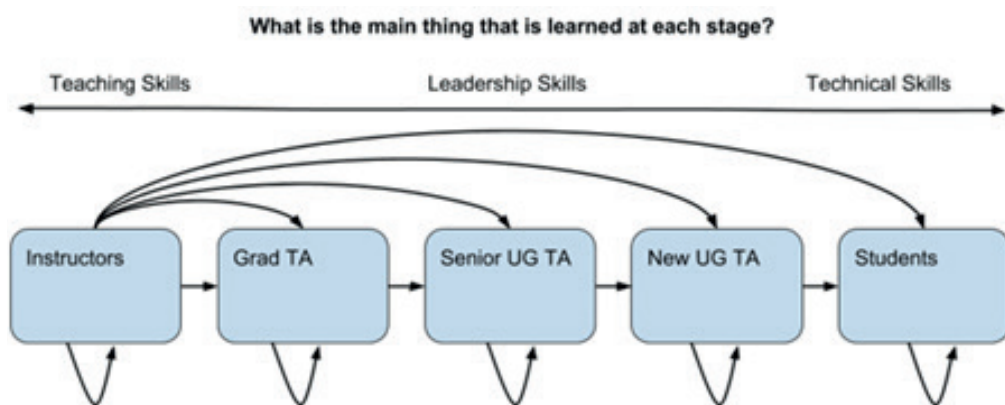 What is the main thing that is learned at each stage?
Teaching Skills Leadership Skills Technical Skills
Instructors Grad TA Senior UG TA New UG TA Students